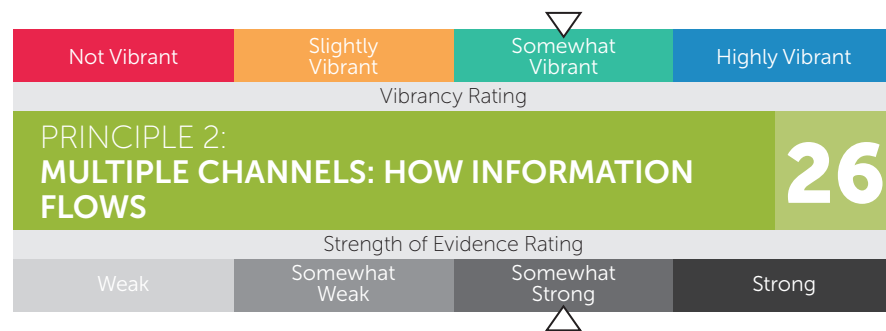 Not Vibrant
Slightly
Vibrant
Somewhat
Vibrant
Highly Vibrant
Vibrancy Rating
PRINCIPLE 2:
MULTIPLE CHANNELS: HOW INFORMATION
FLOWS
26
Strength of Evidence Rating
Weak
Somewhat
Weak
Somewhat
Strong
Strong